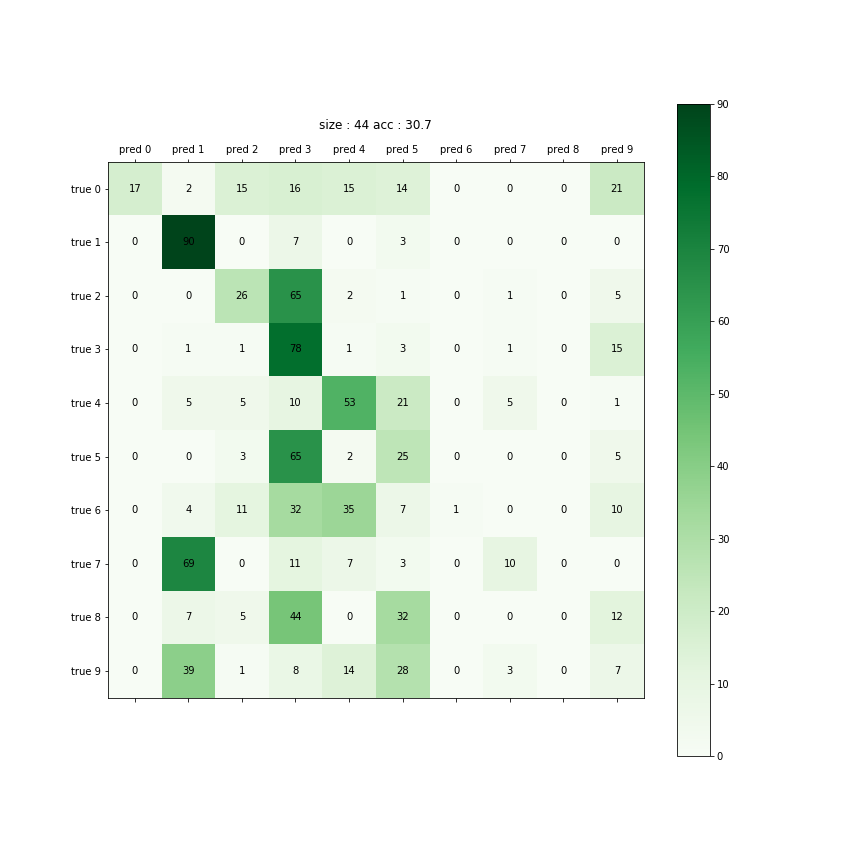 size : 44 acc : 30.7
pred 0 pred 1 pred 2 pred 3 pred 4 pred 5 pred 6 pred 7 pred 8 pred 9
true 0 17 2 15 16 15 14 0 0 0 21
true 1 0 90 0 7 0 3 0 0 0 0
true 2 0 0 26 65 2 1 0 1 0 5
true 3 0 1 1 78 1 3 0 1 0 15
true 4 0 5 5 10 53 21 0 5 0 1
true 5 0 0 3 65 2 25 0 0 0 5
true 6 0 4 11 32 35 7 1 0 0 10
true 7 0 69 0 11 7 3 0 10 0 0
true 8 0 7 5 44 0 32 0 0 0 12
true 9 0 39 1 8 14 28 0 3 0 7
90
80
70
60
50
40
30
20
10
0